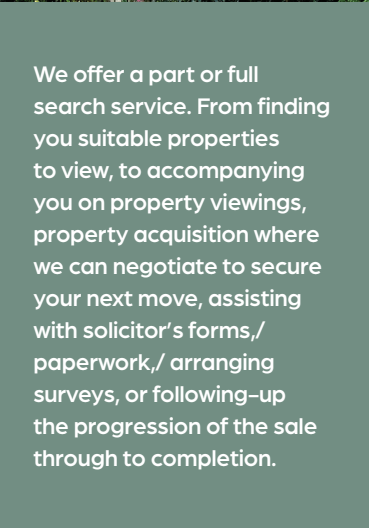 We offer a part or full
search service. From finding
you suitable properties
to view, to accompanying
you on property viewings,
property acquisition where
we can negotiate to secure
your next move, assisting
with solicitor's forms,/
paperwork,/ arranging
surveys, or following-up
the progression of the sale
through to completion.